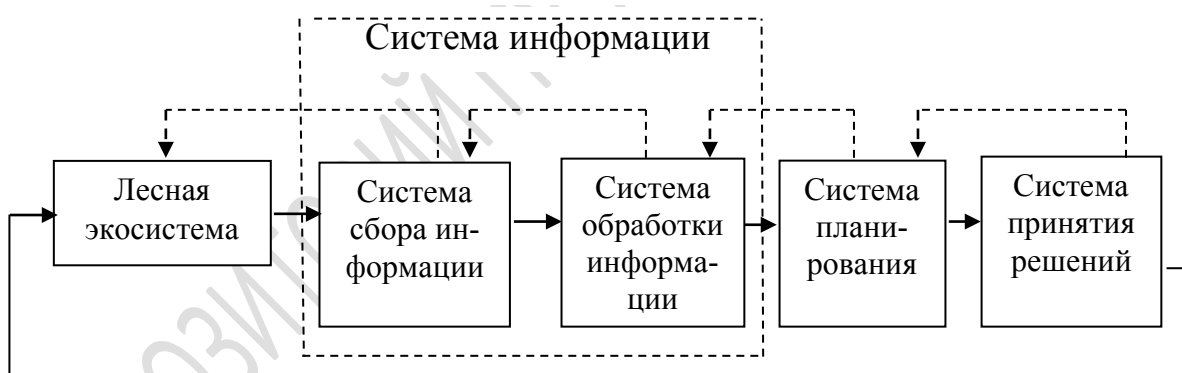 Система информации
Лесная
экосистема
Система
сбора ин-
формации
Система
обработки
информа-
ции
Система
плани-
рования
Система
принятия
решений